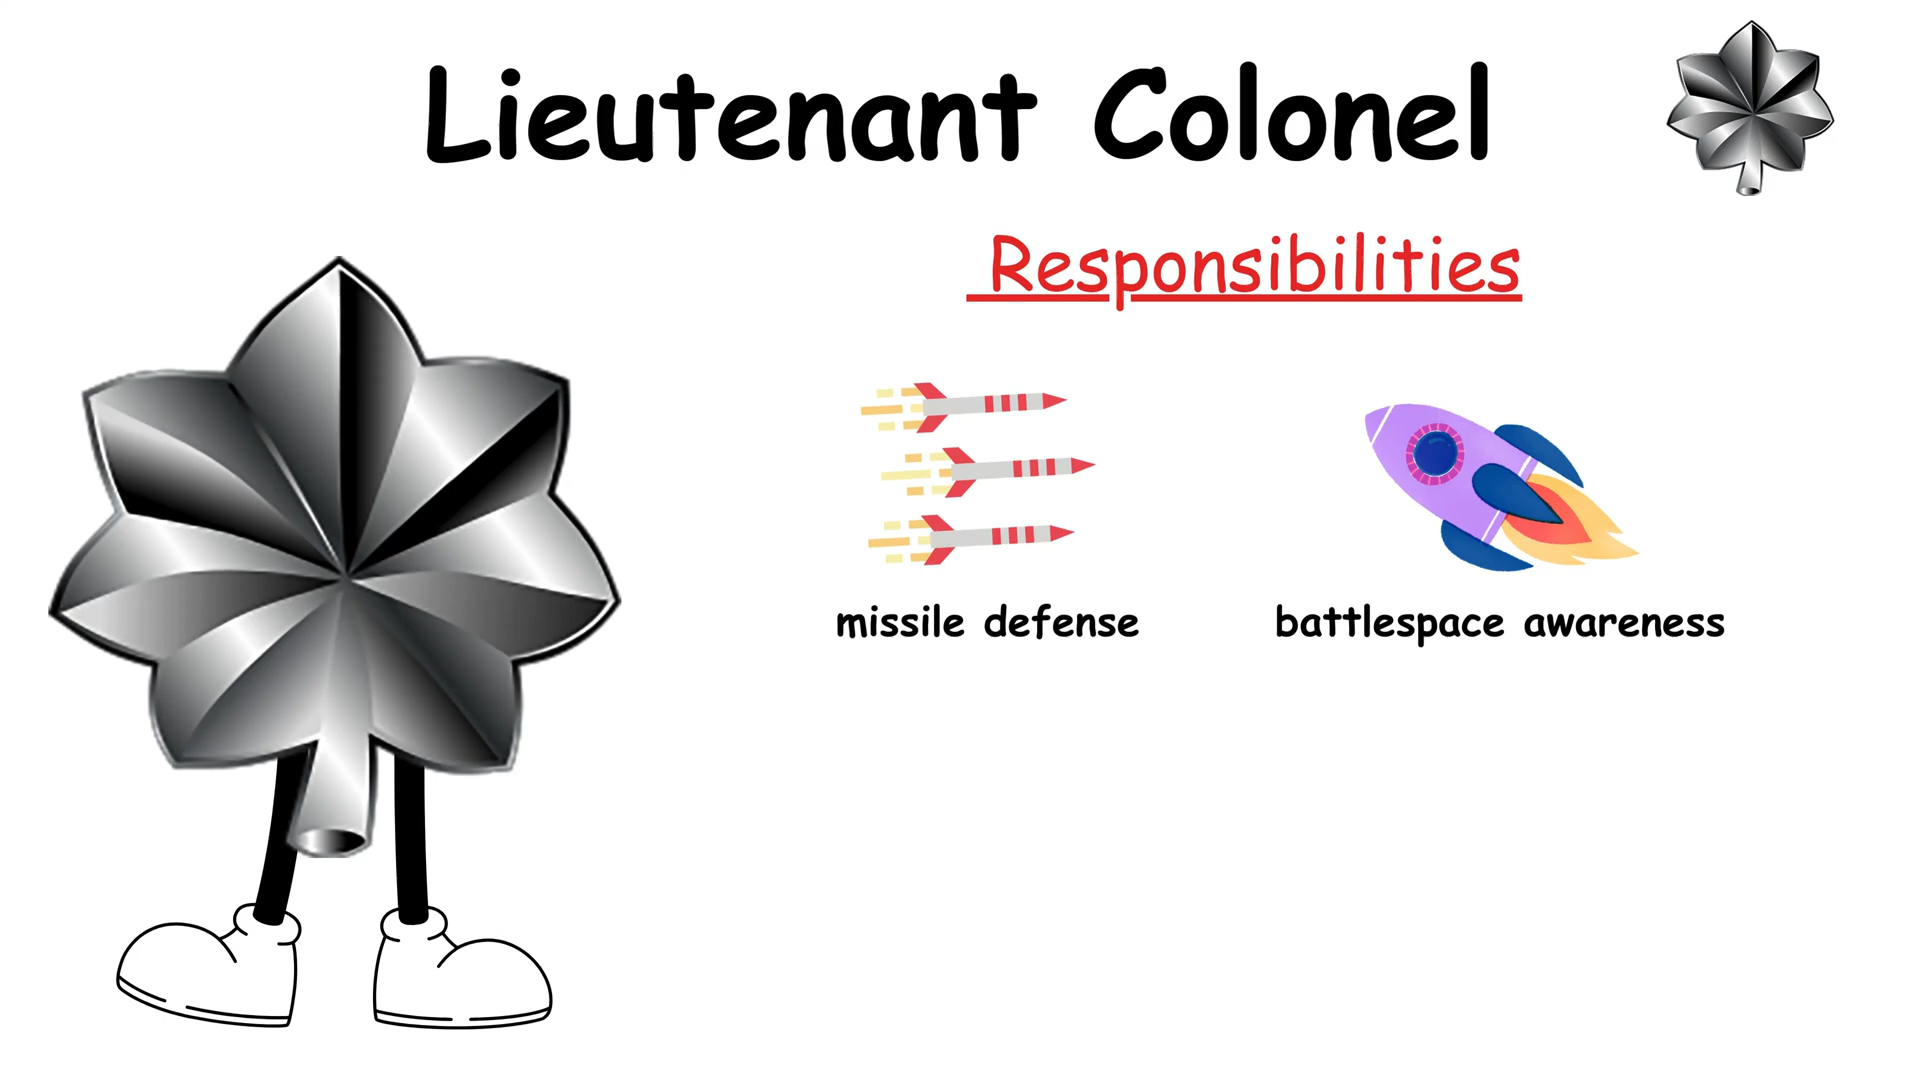 Lieutenant Colonel
Responsibilities
missile defense
battlespace awareness